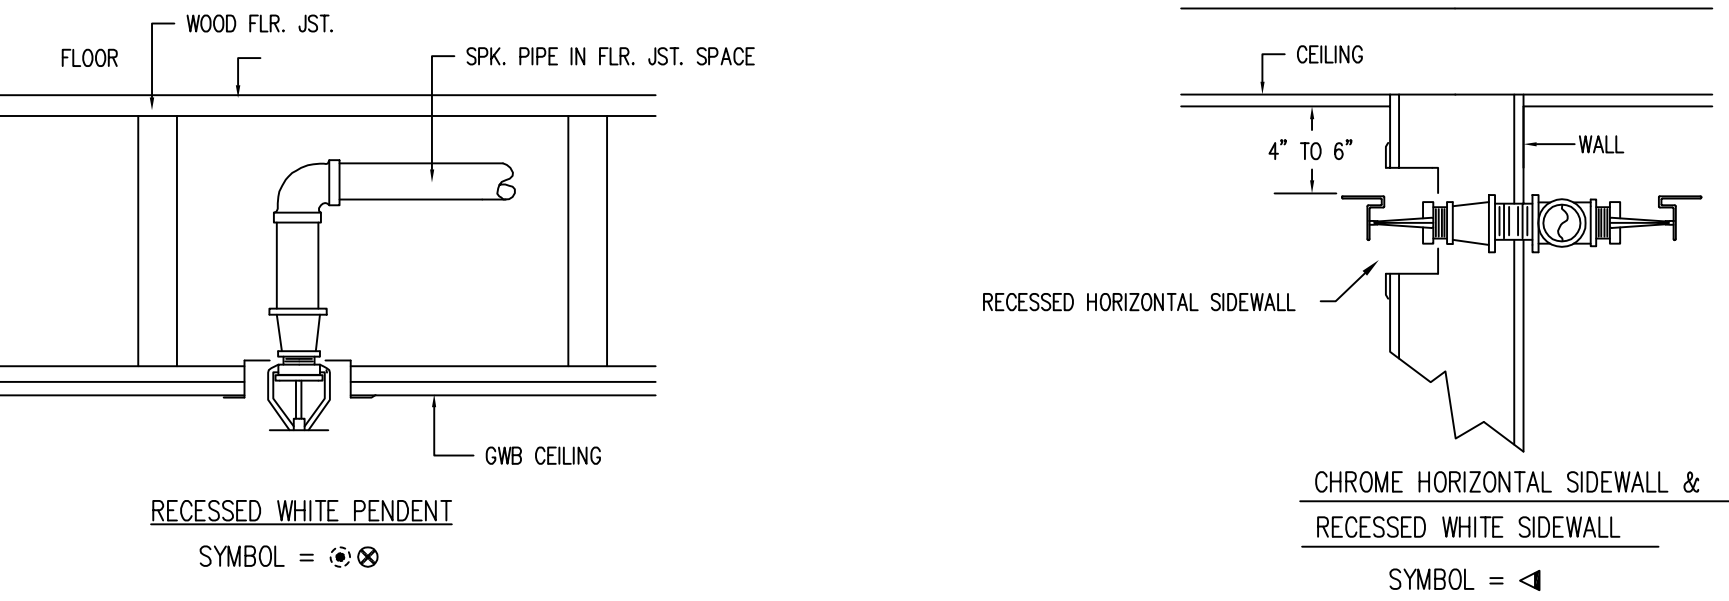 WOOD FLR. JST.
FLOOR
SPK. PIPE IN FLR. JST. SPACE
GWB CEILING
RECESSED WHITE PENDENT
SYMBOL =
CEILING
4" TO 6"
WALL
RECESSED HORIZONTAL SIDEWALL
CHROME HORIZONTAL SIDEWALL &
RECESSED WHITE SIDEWALL
SYMBOL =